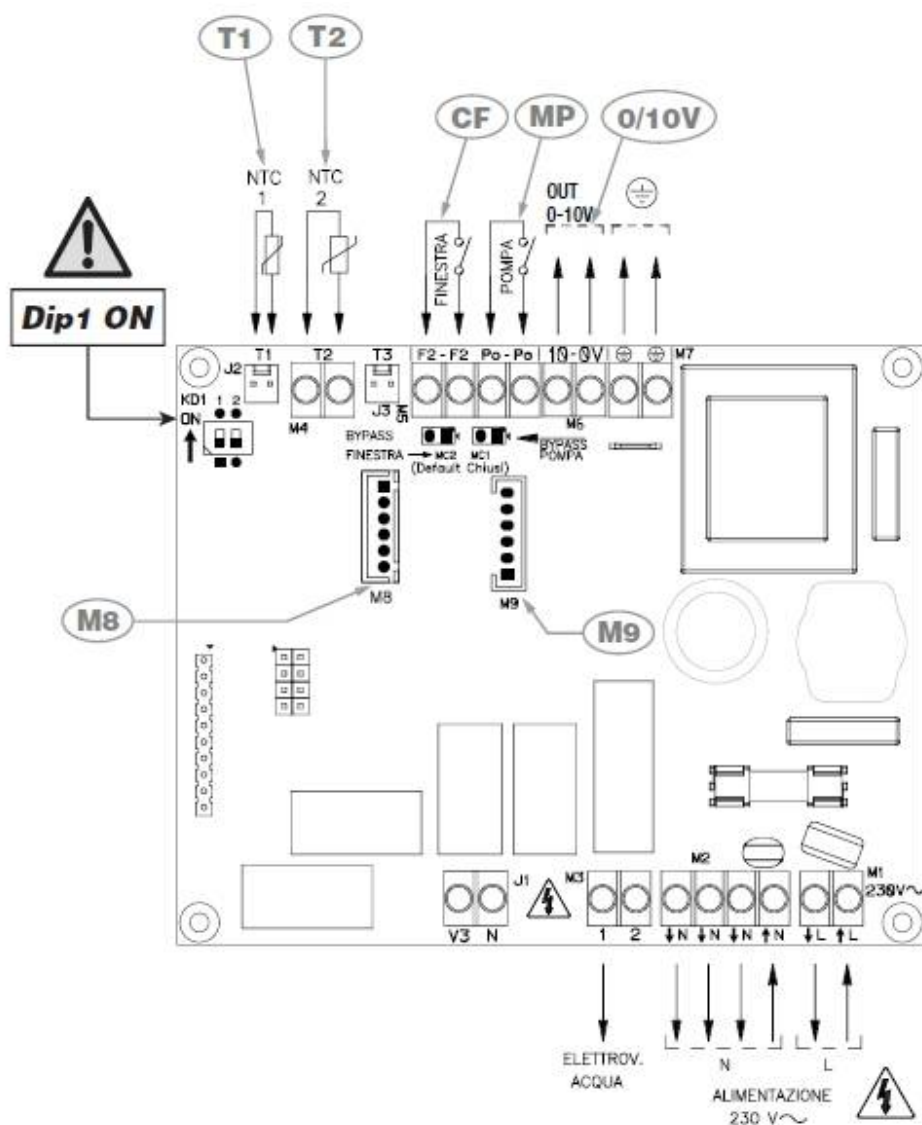 T1 T2
CF MP 0/10V
NTC 1
NTC 2
OUT
0-10V
FINESTRA
POMPA
Dip1 ON
T1 T2 T3 F2 - F2 Po - Po 10 - 0V M7
J2
J3
M5
M4
M6
KD1 1 2
ON
BYPASS
FINESTRA
MC2
MC1
BYPASS
POMPA
(Default Chiusi)
M8
M9
M8
M9
J1
M3
M2
M1
230V~
V3 N
1 2
N N N N
L L
ELETTROV.
ACQUA
N
L
ALIMENTAZIONE
230 V~